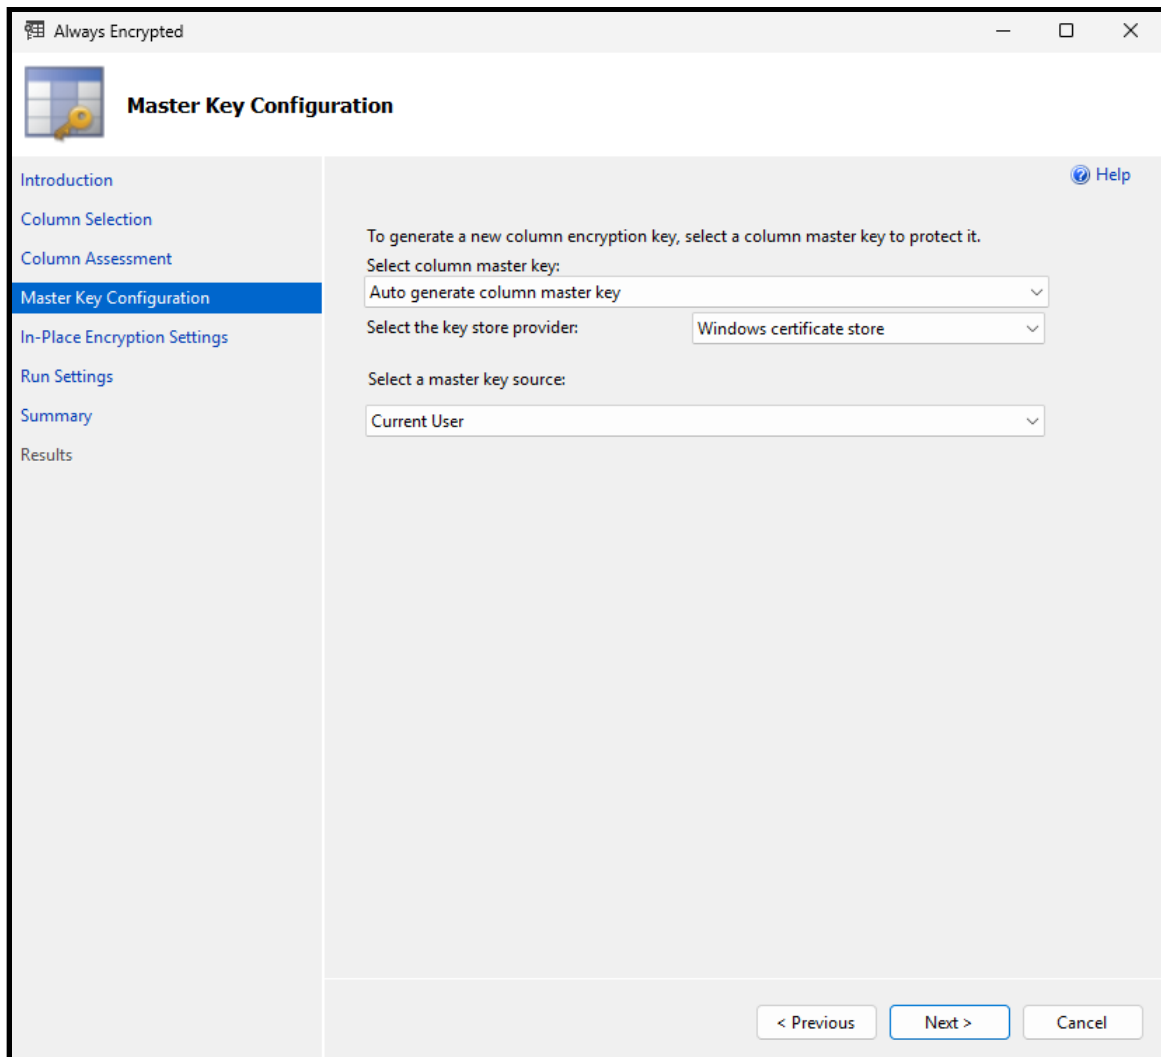 Always Encrypted
Master Key Configuration
Introduction
Column Selection
Column Assessment
Master Key Configuration
In-Place Encryption Settings
Run Settings
Summary
Results
Help
To generate a new column encryption key, select a column master key to protect it.
Select column master key:
Auto generate column master key
Select the key store provider:
Windows certificate store
Select a master key source:
Current User
< Previous
Next >
Cancel